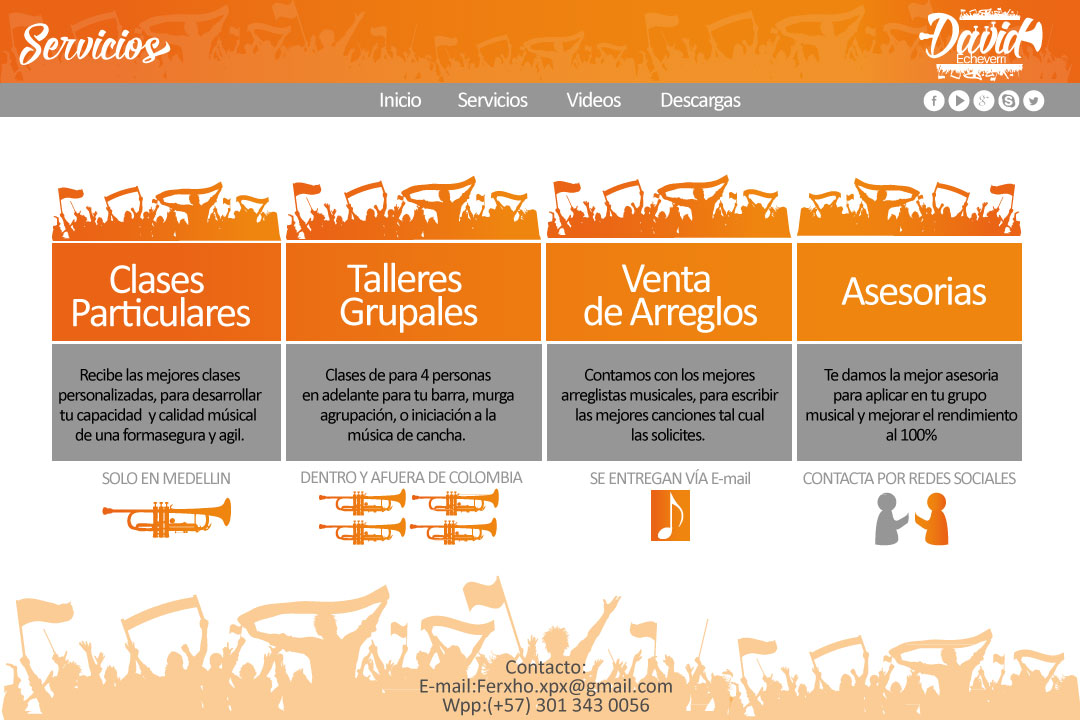 Servicios
David
Echeverri
Inicio Servicios Videos Descargas
Clases
Particulares
Recibe las mejores clases
personalizadas, para desarrollar
tu capacidad y calidad músical
de una formasegura y agil.
SOLO EN MEDELLIN
Talleres
Grupales
Clases de para 4 personas
en adelante para tu barra, murga
agrupación, o iniciación a la
música de cancha.
DENTRO Y AFUERA DE COLOMBIA
Venta
de Arreglos
Contamos con los mejores
arreglistas musicales, para escribir
las mejores canciones tal cual
las solicites.
SE ENTREGAN VÍA E-mail
Asesorias
Te damos la mejor asesoria
para aplicar en tu grupo
musical y mejorar el rendimiento
al 100%
CONTACTA POR REDES SOCIALES
Contacto:
E-mail:Ferxho.xpx@gmail.com
Wpp:(+57) 301 343 0056